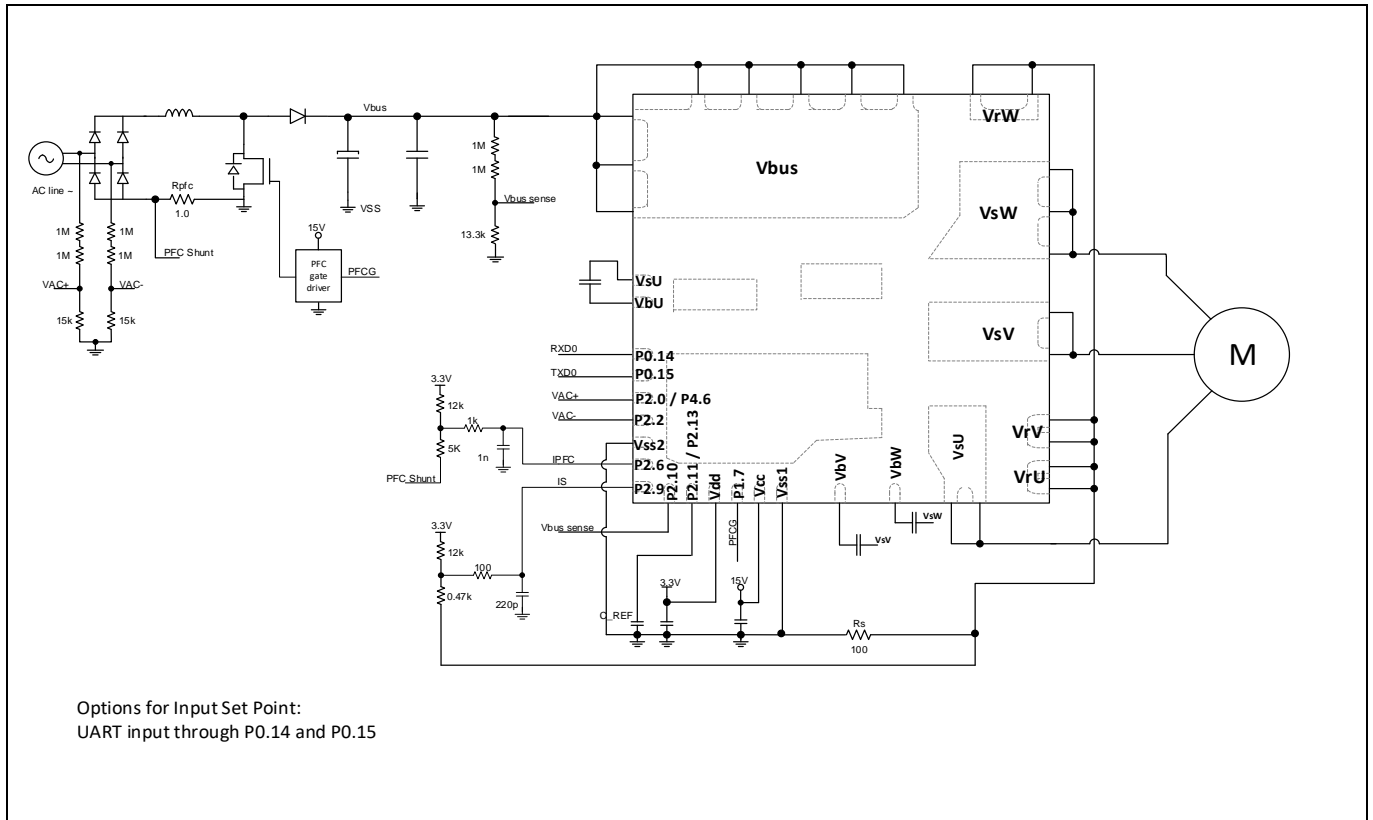 Vbus
VrW
Vbus
1M
1M
Vbus sense
13.3k
VSS
AC line ~
Rpfc
1.0
1M
1M
1M
1M
PFC Shunt
VAC+
VAC-
15k
15k
15V
PFC
gate
driver
PFCG
VsW
VsU
VbU
VsV
M
RXD0
P0.14
TXD0
P0.15
VAC+
P2.0 / P4.6
VAC-
P2.2
Vss2
IPFC
P2.6
IS
P2.9
P2.10
P2.11 / P2.13
Vdd
P1.7
Vcc
Vss1
VbV
VbW
VsU
VrV
VrU
3.3V
12k
1k
5K
1n
PFC_Shunt
Vbus sense
PFCG
VsW
VsV
3.3V
12k
100
0.47k
220p
C_REF
3.3V
15V
Rs
100
Options for Input Set Point:
UART input through P0.14 and P0.15